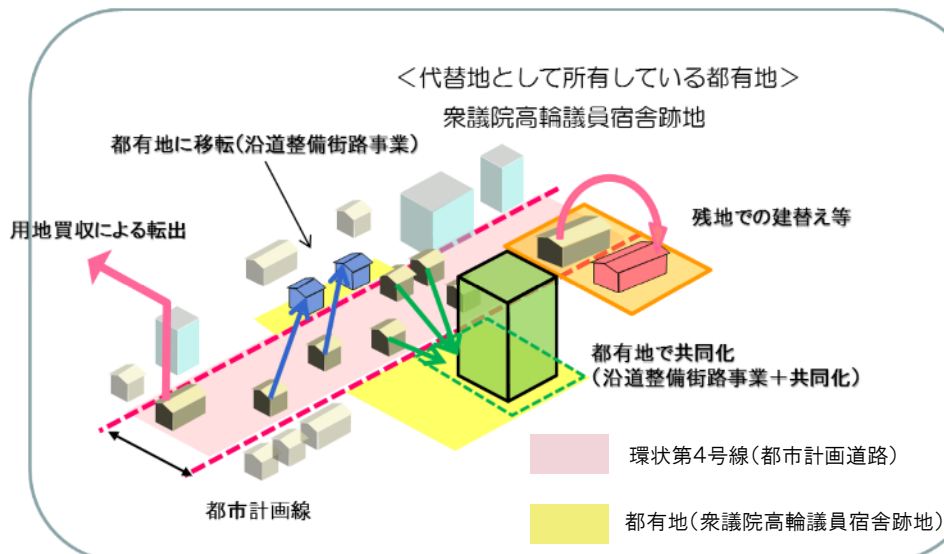 ＜代替地として所有している都有地＞
衆議院高輪議員宿舎跡地
都有地に移転(沿道整備街路事業)
用地買収による転出
残地での建替え等
都有地で共同化
(沿道整備街路事業＋共同化)
都市計画線
環状第4号線(都市計画道路)
都有地(衆議院高輪議員宿舎跡地)